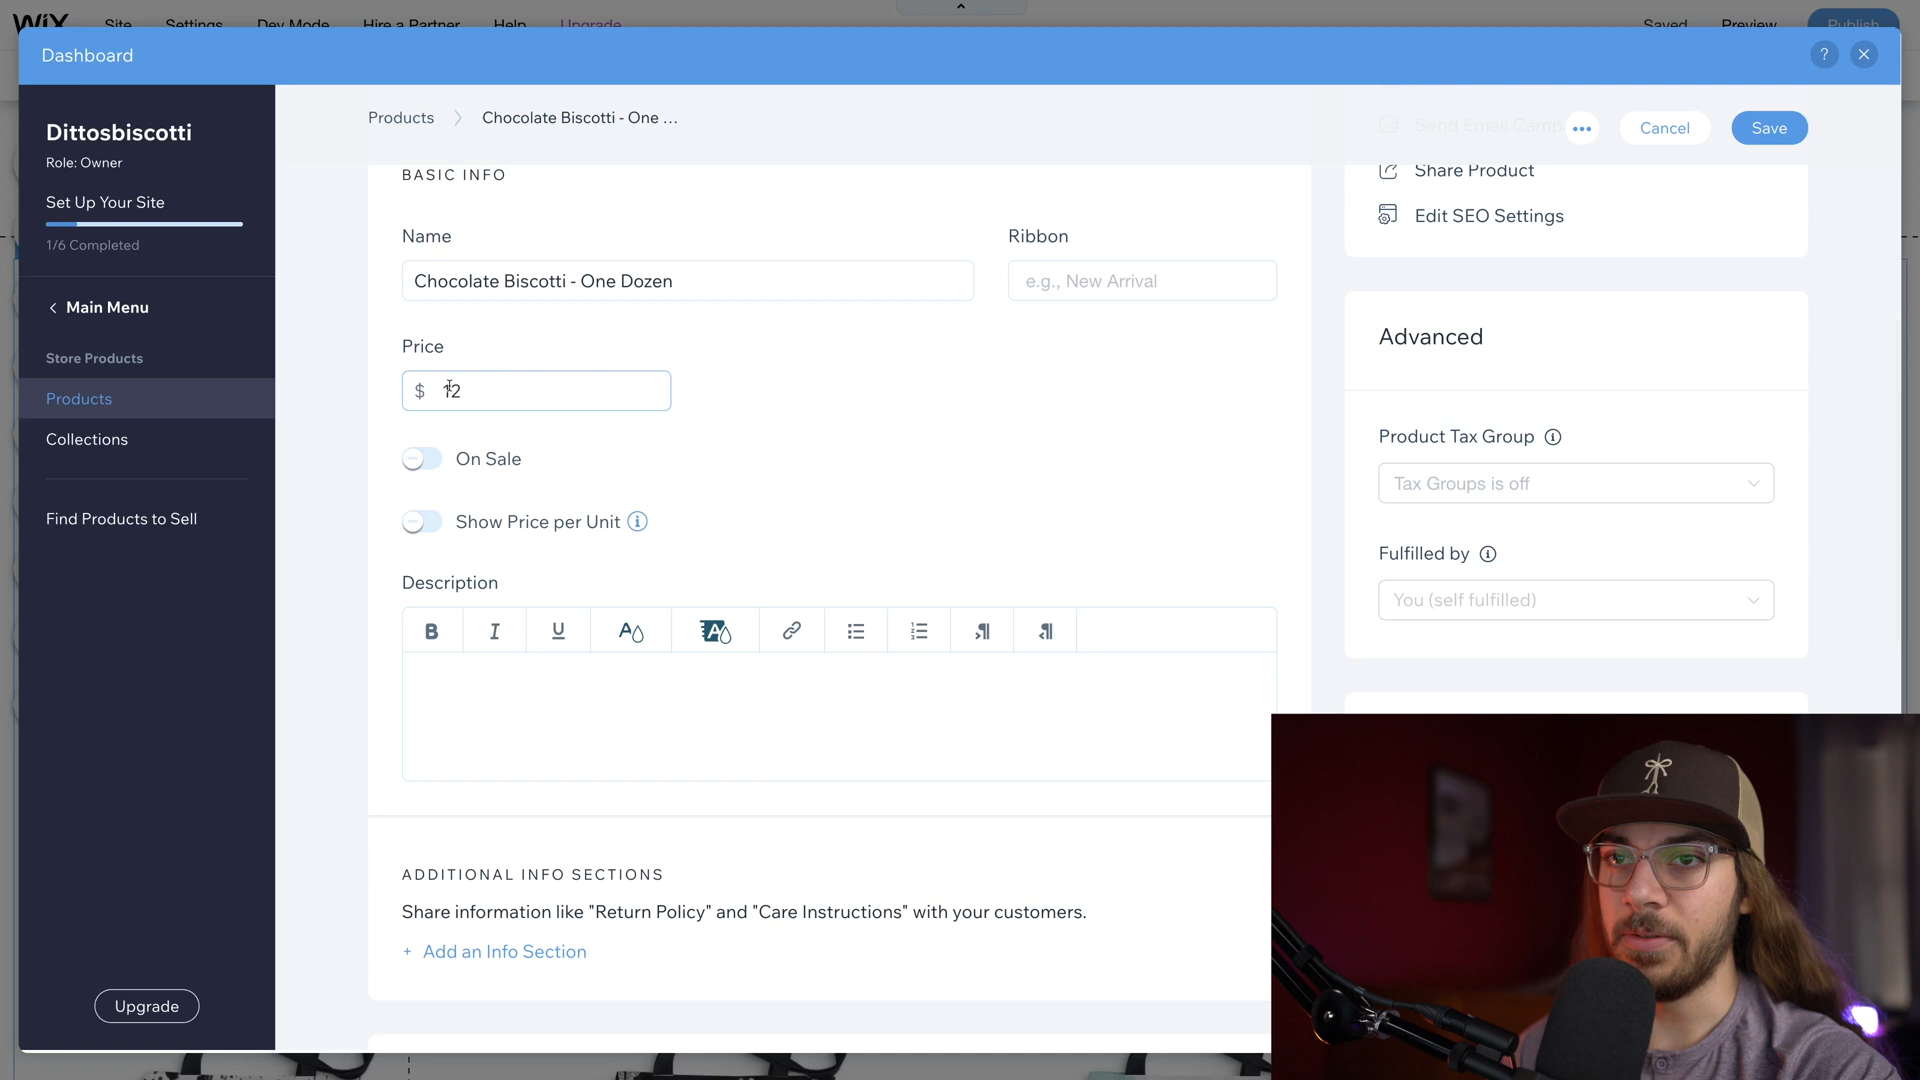 WiX Site Settings Dev Mode Hire a Partner Help Upgrade Saved Preview Publish
Dashboard
?
Dittosbiscotti
Role: Owner
Set Up Your Site
1/6 Completed
Main Menu
Store Products
Products
Collections
Find Products to Sell
Upgrade
Products Chocolate Biscotti - One ...
Send Email Camp
Cancel
Save
BASIC INFO
Name
Chocolate Biscotti - One Dozen
Ribbon
e.g., New Arrival
Price
$ 12
On Sale
Show Price per Unit
Description
B I U A A
ADDITIONAL INFO SECTIONS
Share information like "Return Policy" and "Care Instructions" with your customers.
+ Add an Info Section
Share Product
Edit SEO Settings
Advanced
Product Tax Group
Tax Groups is off
Fulfilled by
You (self fulfilled)